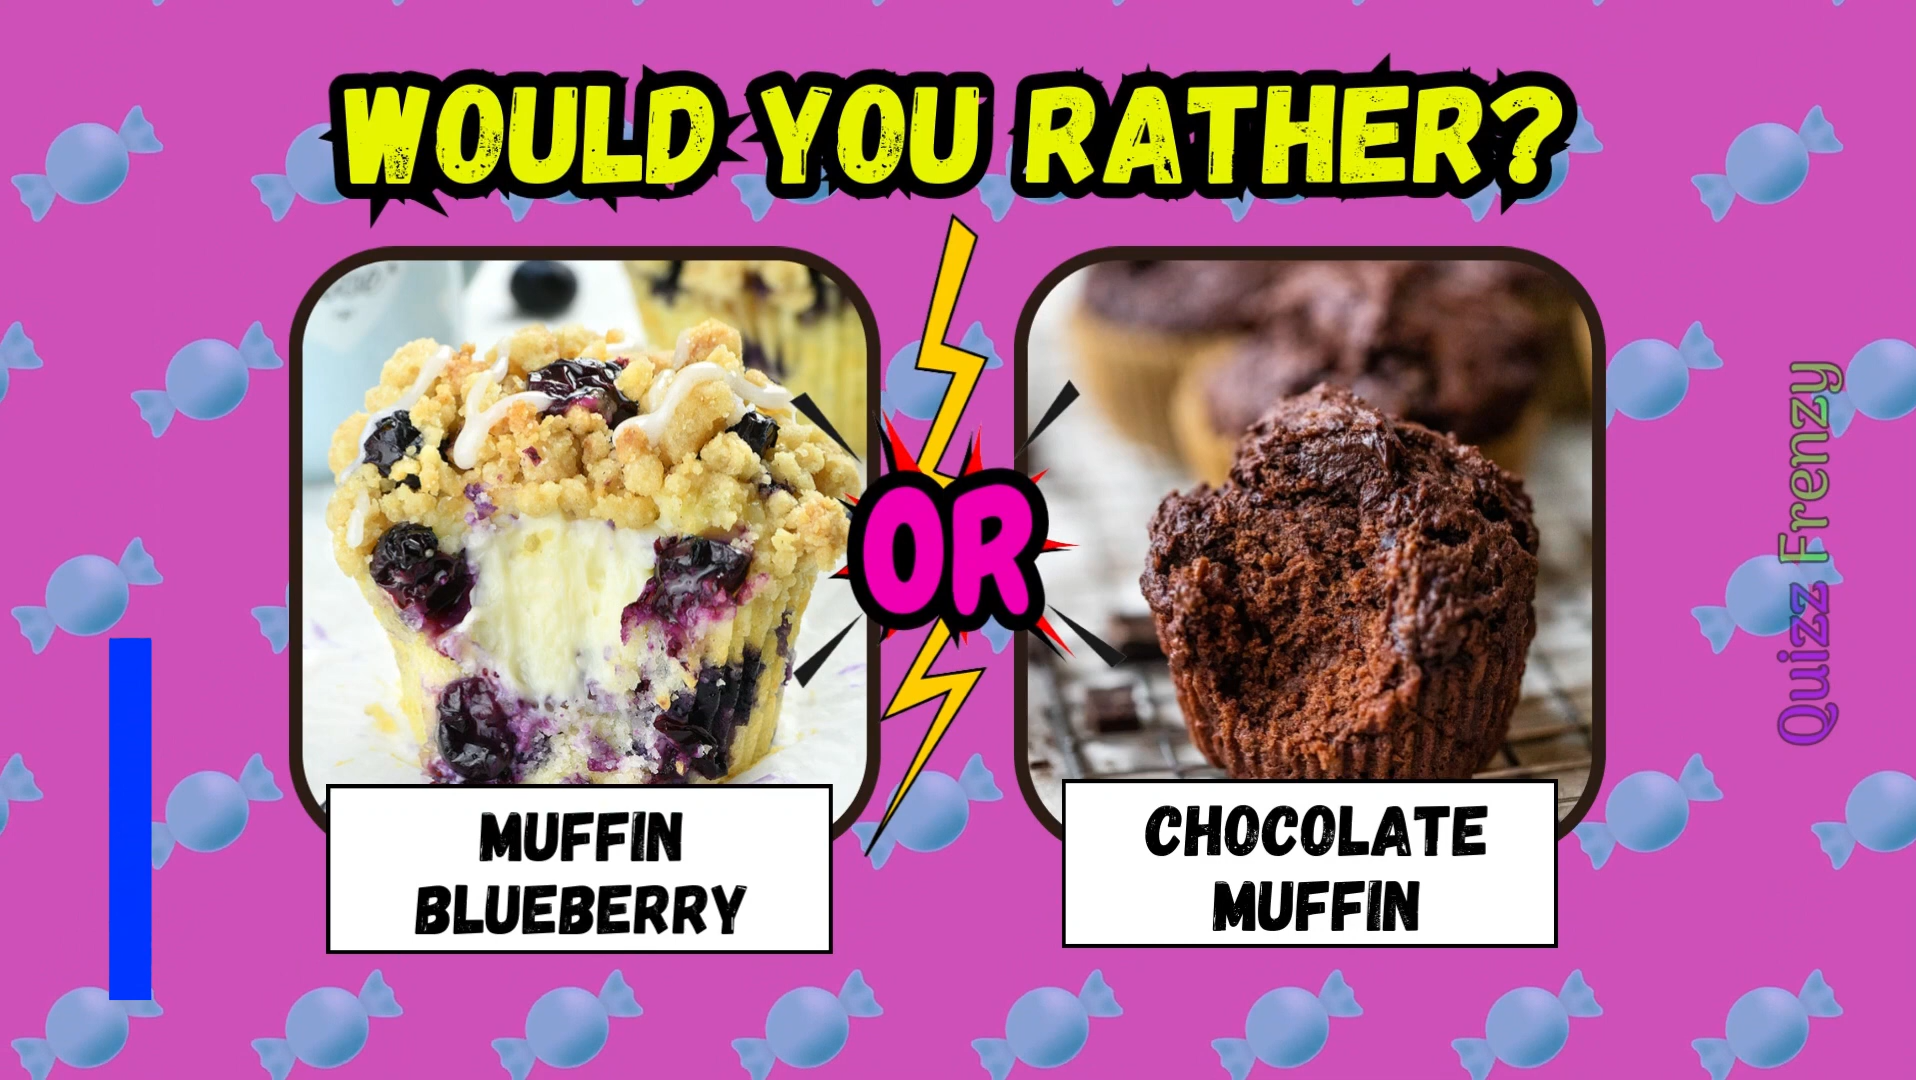 WOULD YOU RATHER?
OR
MUFFIN
BLUEBERRY
CHOCOLATE
MUFFIN
Quizz Frenzy